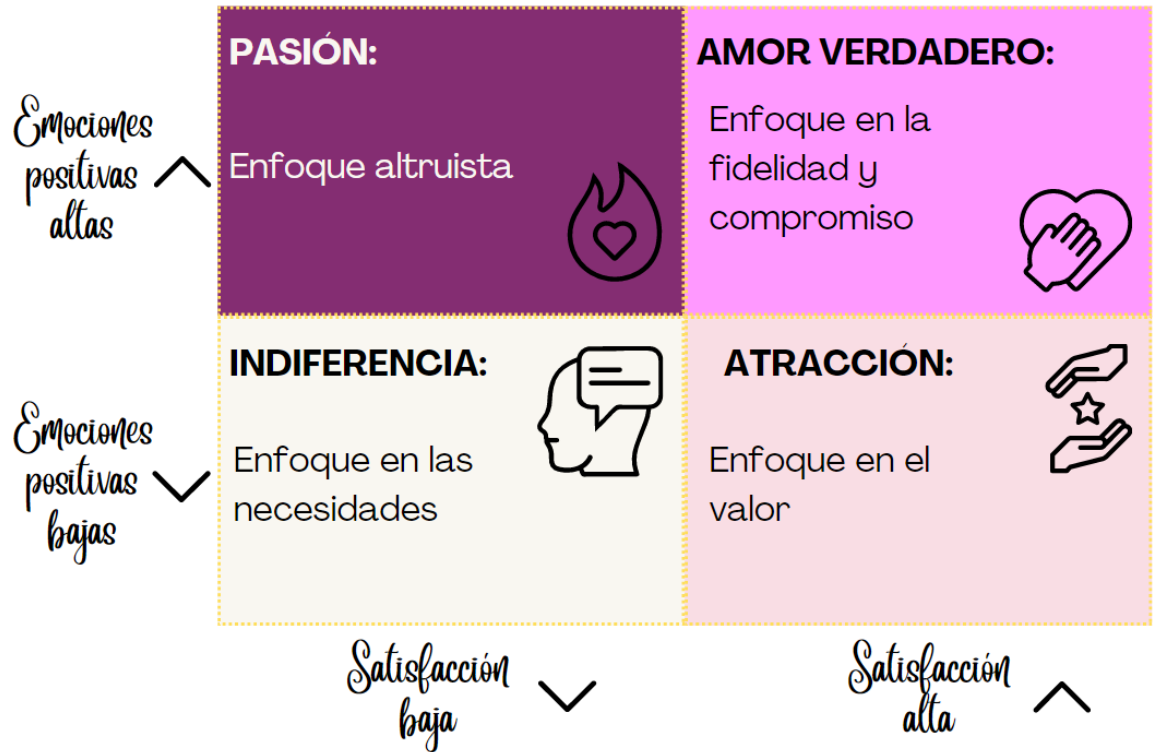 PASIÓN:
AMOR VERDADERO:
Emociones
positivas
altas
Enfoque altruista
Enfoque en la
fidelidad y
compromiso
INDIFERENCIA:
ATRACCIÓN:
Emociones
positivas
bajas
Enfoque en las
necesidades
Enfoque en el
valor
Satisfacción
baja
Satisfacción
alta